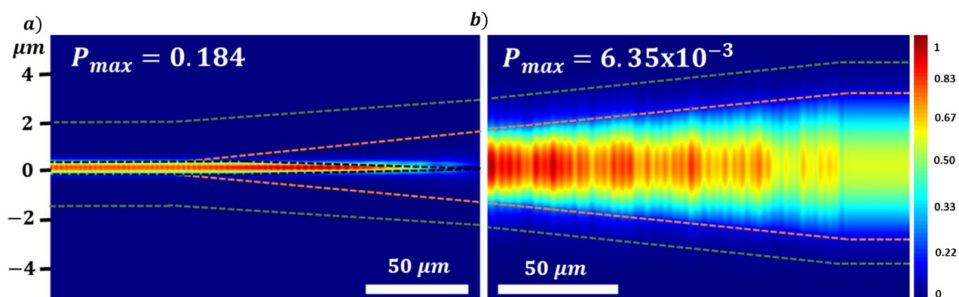 a)
b)
μm
P_max = 0.184
P_max = 6.35x10⁻³
4
2
0
−2
−4
50 μm
50 μm
1
0.83
0.67
0.50
0.33
0.22
0